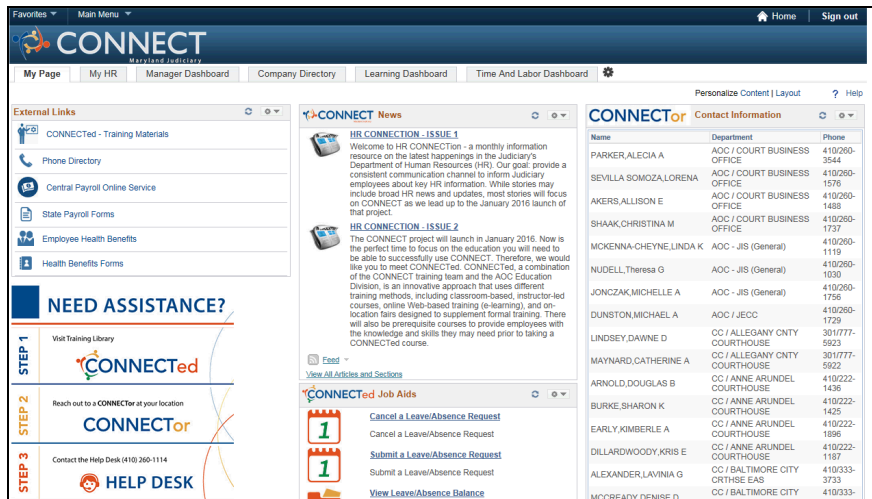 Favorites Main Menu Home Sign out
CONNECT
Maryland Judiciary
My Page My HR Manager Dashboard Company Directory Learning Dashboard Time And Labor Dashboard
Personalize Content | Layout ? Help
External Links
CONNECTed - Training Materials
Phone Directory
Central Payroll Online Service
State Payroll Forms
Employee Health Benefits
Health Benefits Forms
NEED ASSISTANCE?
STEP 1
Visit Training Library
CONNECTed
STEP 2
Reach out to a CONNECTor at your location
CONNECTor
STEP 3
Contact the Help Desk (410) 260-1114
HELP DESK
CONNECT News
HR CONNECTION - ISSUE 1
Welcome to HR CONNECTion - a monthly information
resource on the latest happenings in the Judiciary's
Department of Human Resources (HR). Our goal: provide a
consistent communication channel to inform Judiciary
employees about key HR information. While stories may
include broad HR news and updates, most stories will focus
on CONNECT as we lead up to the January 2016 launch of
that project.
HR CONNECTION - ISSUE 2
The CONNECT project will launch in January 2016. Now is
the perfect time to focus on the education you will need to
be able to successfully use CONNECT. Therefore, we would
like you to meet CONNECTed. CONNECTed, a combination
of the CONNECT training team and the AOC Education
Division, is an innovative approach that uses different
training methods, including classroom-based, instructor-led
courses, online Web-based training (e-learning), and on-
location fairs designed to supplement formal training. There
will also be prerequisite courses to provide employees with
the knowledge and skills they may need prior to taking a
CONNECTed course.
Feed
View All Articles and Sections
CONNECTed Job Aids
1
Cancel a Leave/Absence Request
Cancel a Leave/Absence Request
1
Submit a Leave/Absence Request
Submit a Leave/Absence Request
View Leave/Absence Balance
CONNECTor Contact Information
Name Department Phone
PARKER,ALECIA A AOC / COURT BUSINESS OFFICE 410/260-3544
SEVILLA SOMOZA,LORENA AOC / COURT BUSINESS OFFICE 410/260-1576
AKERS,ALLISON E AOC / COURT BUSINESS OFFICE 410/260-1488
SHAAK,CHRISTINA M AOC / COURT BUSINESS OFFICE 410/260-1737
MCKENNA-CHEYNE,LINDA K AOC - JIS (General) 410/260-1119
NUDELL,Theresa G AOC - JIS (General) 410/260-1030
JONCZAK,MICHELLE A AOC - JIS (General) 410/260-1756
DUNSTON,MICHAEL A AOC / JECC 410/260-1729
LINDSEY,DAWNE D CC / ALLEGANY CNTY COURTHOUSE 301/777-5923
MAYNARD,CATHERINE A CC / ALLEGANY CNTY COURTHOUSE 301/777-5922
ARNOLD,DOUGLAS B CC / ANNE ARUNDEL COURTHOUSE 410/222-1436
BURKE,SHARON K CC / ANNE ARUNDEL COURTHOUSE 410/222-1425
EARLY,KIMBERLE A CC / ANNE ARUNDEL COURTHOUSE 410/222-1896
DILLARDWOODY,KRIS E CC / ANNE ARUNDEL COURTHOUSE 410/222-1187
ALEXANDER,LAVINIA G CC / BALTIMORE CITY CRTHSE EAS 410/333-3733
MCCREADY,DENISE D CC / BALTIMORE CITY 410/333-